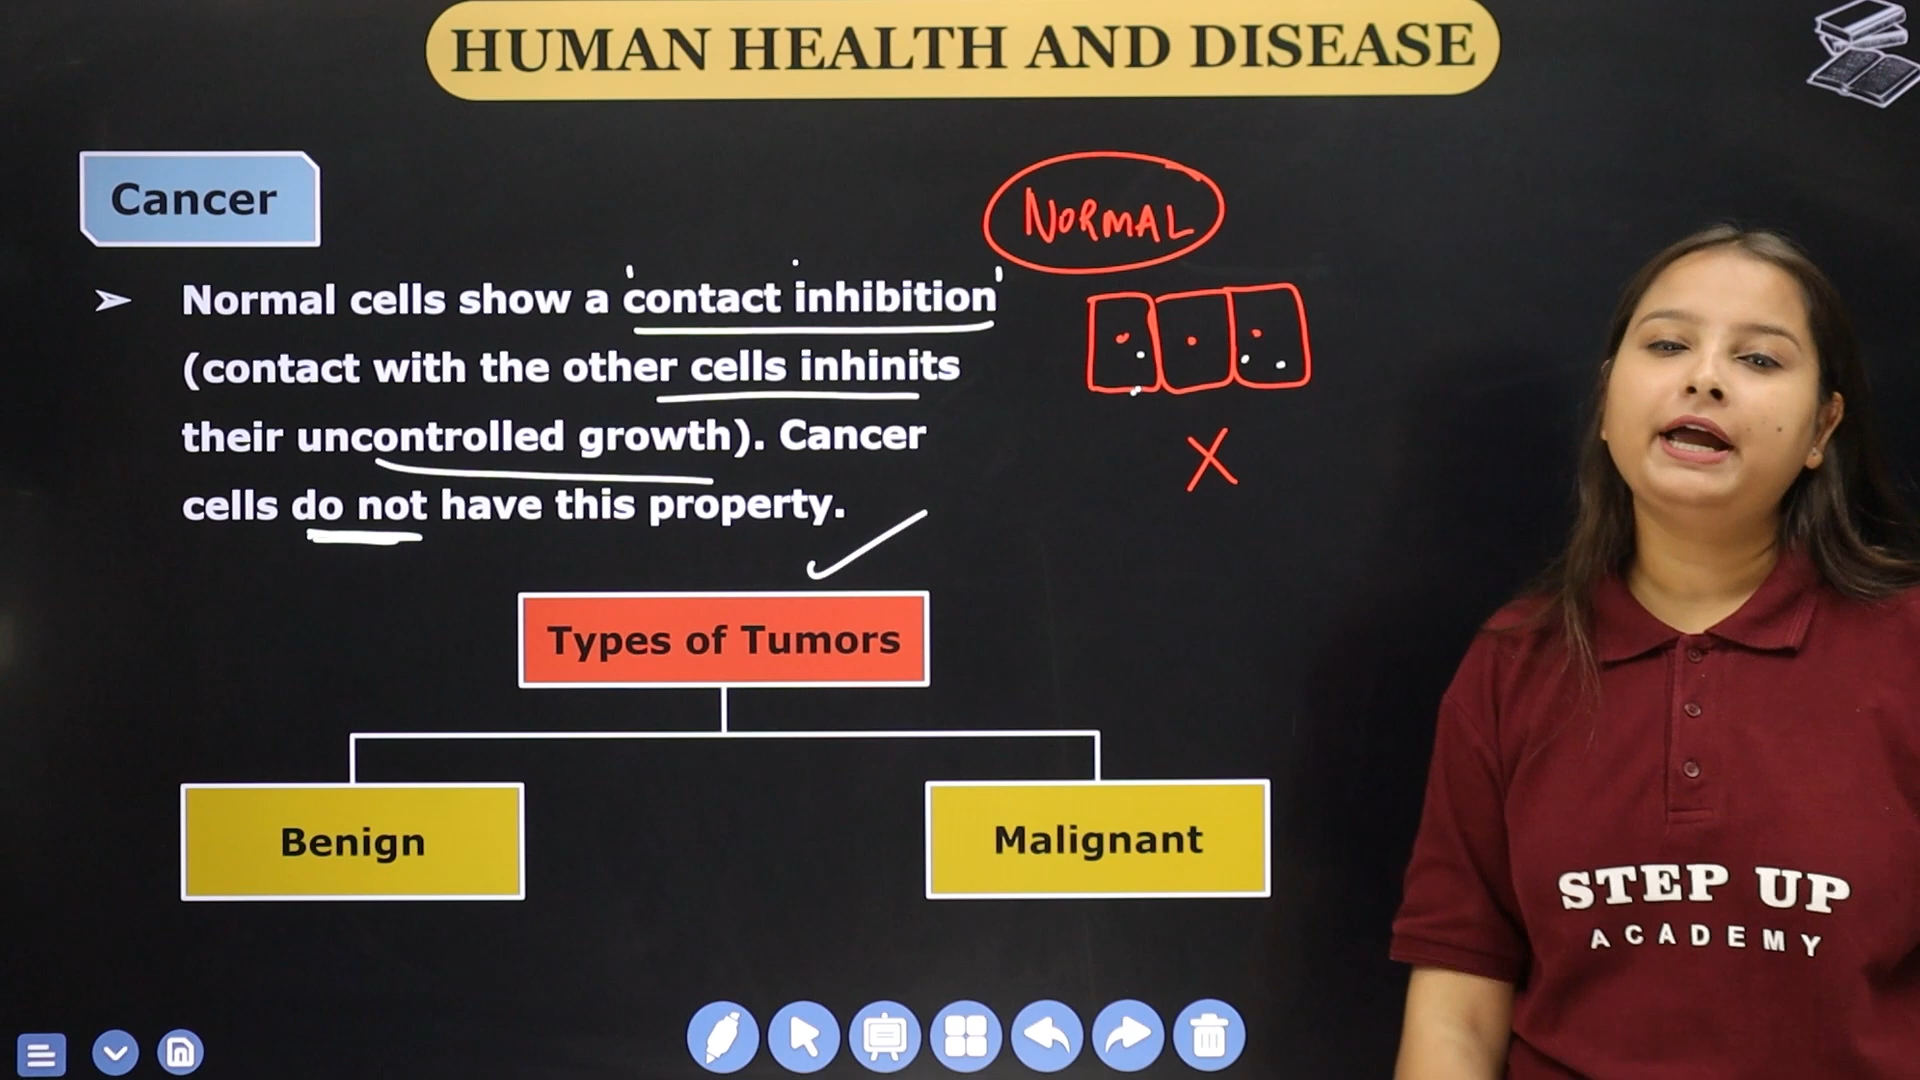 HUMAN HEALTH AND DISEASE
Cancer
NORMAL
➢ Normal cells show a 'contact inhibition'
(contact with the other cells inhinits
their uncontrolled growth). Cancer
cells do not have this property.
X
Types of Tumors
Benign
Malignant
STEP UP
ACADEMY